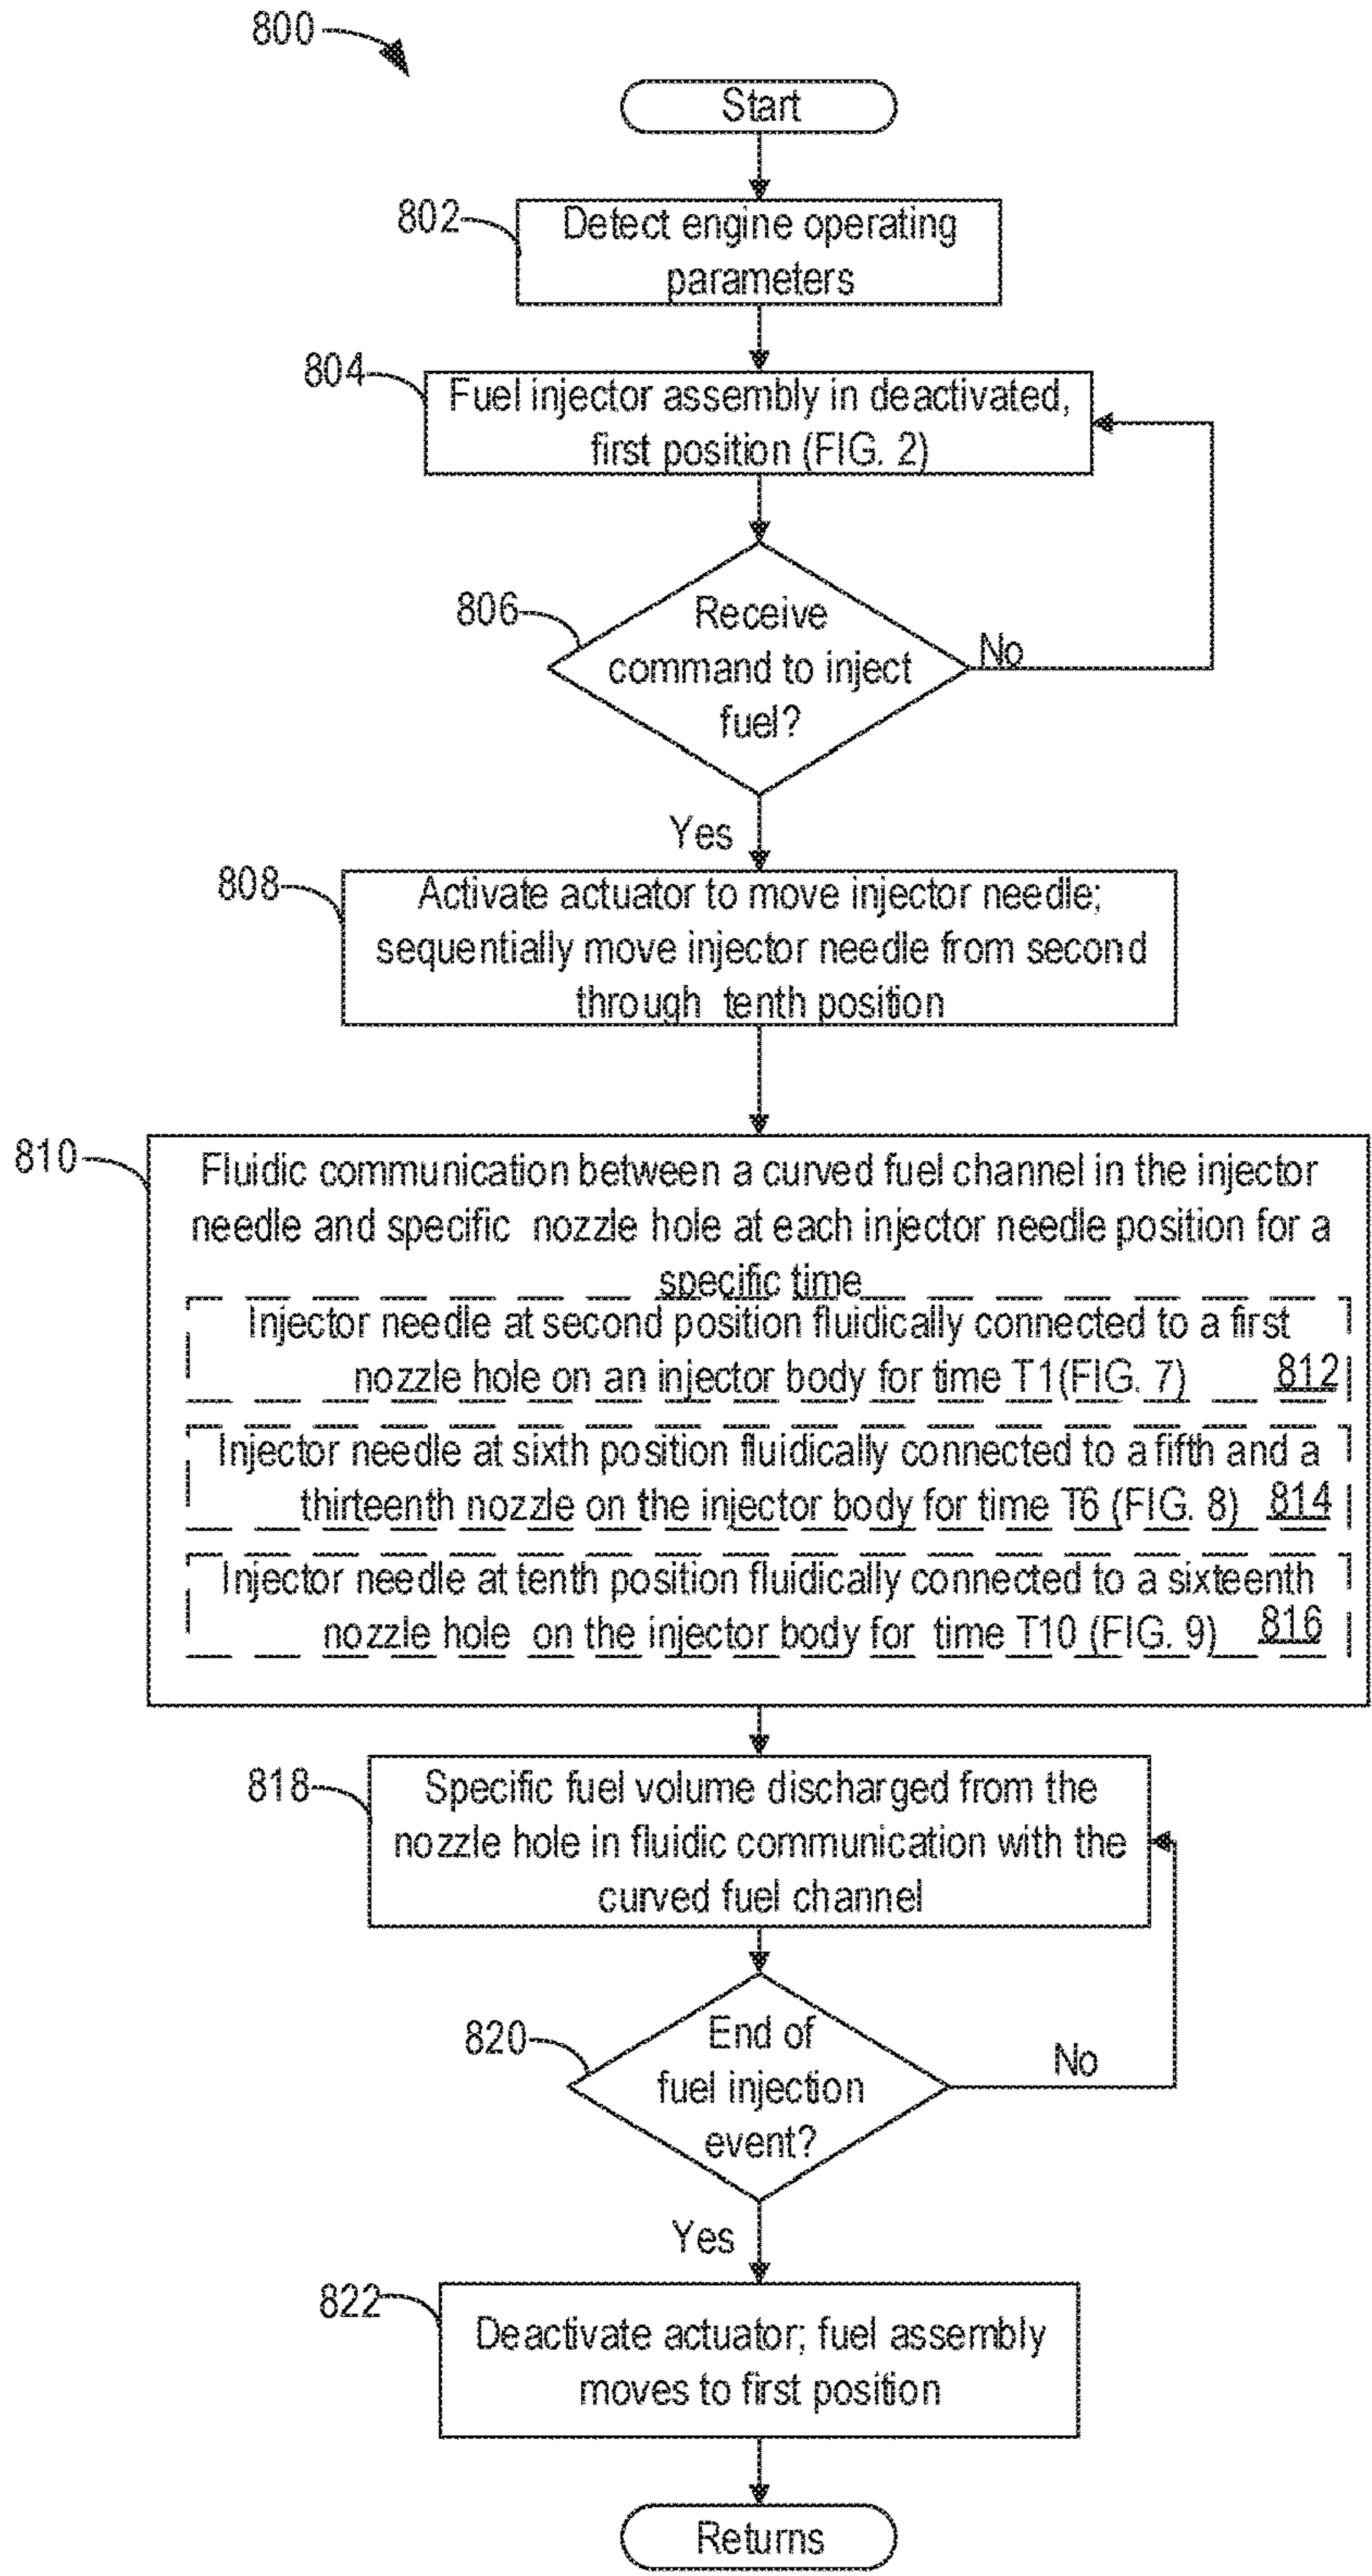 800
Start
802
Detect engine operating
parameters
804
Fuel injector assembly in deactivated,
first position (FIG. 2)
806
Receive
command to inject
fuel?
No
Yes
808
Activate actuator to move injector needle;
sequentially move injector needle from second
through tenth position
810
Fluidic communication between a curved fuel channel in the injector
needle and specific nozzle hole at each injector needle position for a
specific time
Injector needle at second position fluidically connected to a first
nozzle hole on an injector body for time T1(FIG. 7) 812
Injector needle at sixth position fluidically connected to a fifth and a
thirteenth nozzle on the injector body for time T6 (FIG. 8) 814
Injector needle at tenth position fluidically connected to a sixteenth
nozzle hole on the injector body for time T10 (FIG. 9) 816
818
Specific fuel volume discharged from the
nozzle hole in fluidic communication with the
curved fuel channel
820
End of
fuel injection
event?
No
Yes
822
Deactivate actuator; fuel assembly
moves to first position
Returns